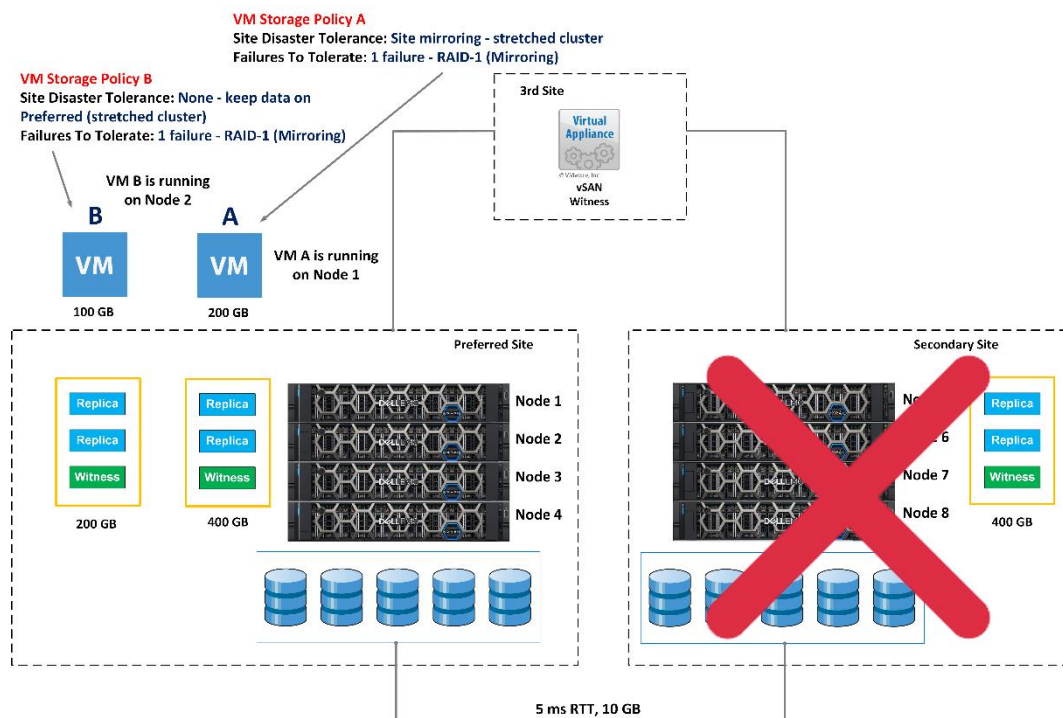 VM Storage Policy A
Site Disaster Tolerance: Site mirroring - stretched cluster
Failures To Tolerate: 1 failure - RAID-1 (Mirroring)
VM Storage Policy B
Site Disaster Tolerance: None - keep data on
Preferred (stretched cluster)
Failures To Tolerate: 1 failure - RAID-1 (Mirroring)
3rd Site
Virtual
Appliance
© VMware, Inc
vSAN
Witness
VM B is running
on Node 2
B
A
VM
VM
VM A is running
on Node 1
100 GB
200 GB
Preferred Site
Replica
Replica
Witness
200 GB
Replica
Replica
Witness
400 GB
Node 1
Node 2
Node 3
Node 4
Secondary Site
6
Node 7
Node 8
Replica
Replica
Witness
400 GB
5 ms RTT, 10 GB